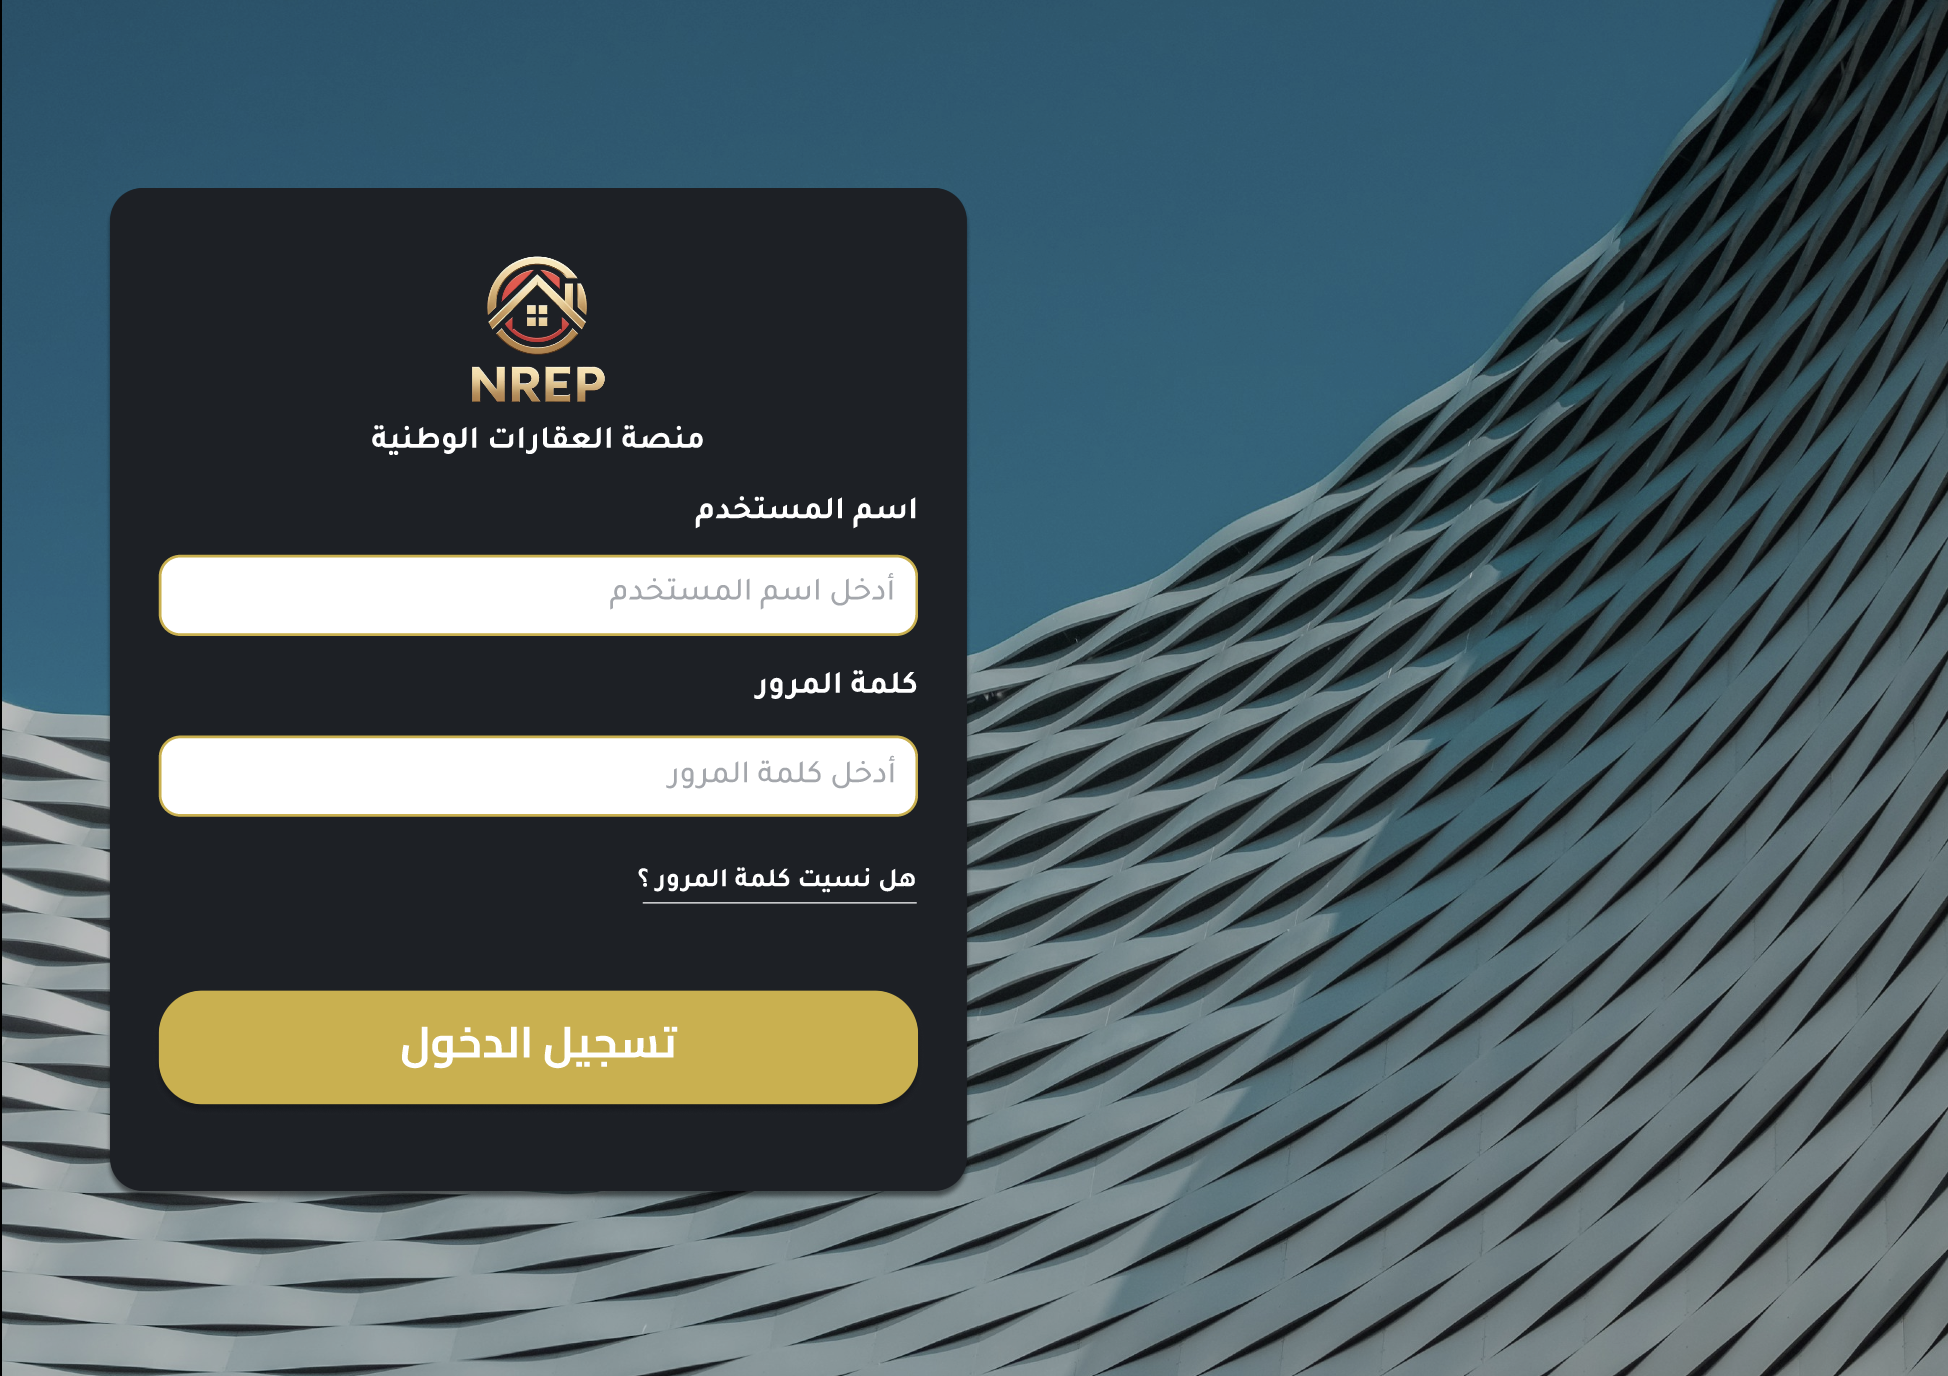 NREP
منصة العقارات الوطنية
اسم المستخدم
أدخل اسم المستخدم
كلمة المرور
أدخل كلمة المرور
هل نسيت كلمة المرور ؟
تسجيل الدخول